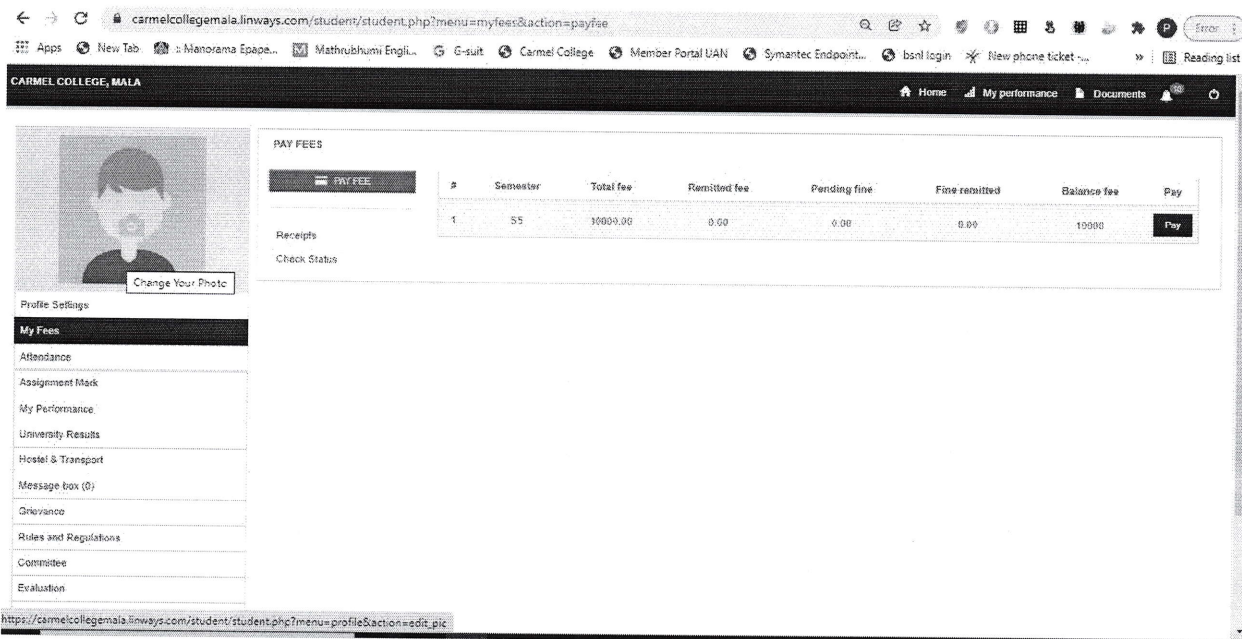 carmelcollegemala.linways.com/student/student.php?menu=myfees&action=payfee
P Error
Apps New Tab :: Manorama Epape... Mathrubhumi Engli... G-suit Carmel College Member Portal UAN Symantec Endpoint... bsnl login New phone ticket -... » Reading list
CARMEL COLLEGE, MALA
Home My performance Documents 10
PAY FEES
PAY FEE
# Semester Total fee Remitted fee Pending fine Fine remitted Balance fee Pay
1 S5 10000.00 0.00 0.00 0.00 10000 Pay
Receipts
Check Status
Change Your Photo
Profile Settings
My Fees
Attendance
Assignment Mark
My Performance
University Results
Hostel & Transport
Message box (0)
Grievance
Rules and Regulations
Committee
Evaluation
https://carmelcollegemala.linways.com/student/student.php?menu=profile&action=edit_pic